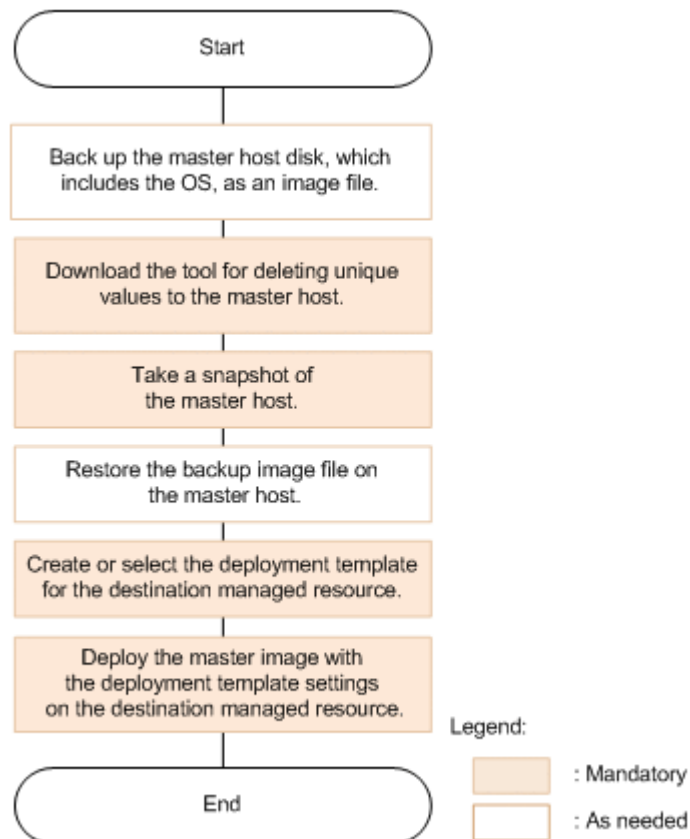 Start
Back up the master host disk, which
includes the OS, as an image file.
Download the tool for deleting unique
values to the master host.
Take a snapshot of
the master host.
Restore the backup image file on
the master host.
Create or select the deployment template
for the destination managed resource.
Deploy the master image with
the deployment template settings
on the destination managed resource.
End
Legend:
: Mandatory
: As needed